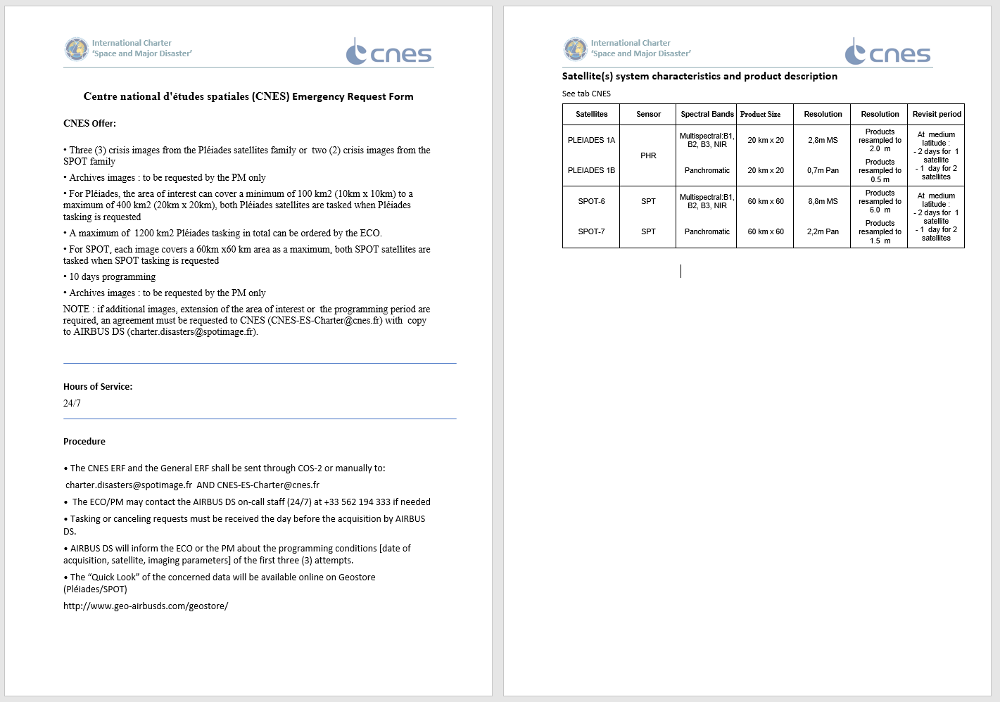 International Charter
‘Space and Major Disaster’
cnes
Centre national d'études spatiales (CNES) Emergency Request Form
CNES Offer:
• Three (3) crisis images from the Pléiades satellites family or  two (2) crisis images from the
SPOT family
• Archives images : to be requested by the PM only
• For Pléiades, the area of interest can cover a minimum of 100 km2 (10km x 10km) to a
maximum of 400 km2 (20km x 20km), both Pléiades satellites are tasked when Pléiades
tasking is requested
• A maximum of  1200 km2 Pléiades tasking in total can be ordered by the ECO.
• For SPOT, each image covers a 60km x60 km area as a maximum, both SPOT satellites are
tasked when SPOT tasking is requested
• 10 days programming
• Archives images : to be requested by the PM only
NOTE : if additional images, extension of the area of interest or  the programming period are
required, an agreement must be requested to CNES (CNES-ES-Charter@cnes.fr) with  copy
to AIRBUS DS (charter.disasters@spotimage.fr).
Hours of Service:
24/7
Procedure
• The CNES ERF and the General ERF shall be sent through COS-2 or manually to:
charter.disasters@spotimage.fr  AND CNES-ES-Charter@cnes.fr
•  The ECO/PM may contact the AIRBUS DS on-call staff (24/7) at +33 562 194 333 if needed
• Tasking or canceling requests must be received the day before the acquisition by AIRBUS
DS.
• AIRBUS DS will inform the ECO or the PM about the programming conditions [date of
acquisition, satellite, imaging parameters] of the first three (3) attempts.
• The “Quick Look” of the concerned data will be available online on Geostore
(Pléiades/SPOT)
http://www.geo-airbusds.com/geostore/
International Charter
‘Space and Major Disaster’
cnes
Satellite(s) system characteristics and product description
See tab CNES
Satellites Sensor Spectral Bands Product Size Resolution Resolution Revisit period
PLEIADES 1A
PHR
Multispectral:B1,
B2, B3, NIR
20 km x 20
2,8m MS
Products
resampled to
2.0  m
At  medium
latitude :
- 2 days for  1
satellite
- 1  day for 2
satellites
PLEIADES 1B
Panchromatic
20 km x 20
0,7m Pan
Products
resampled to
0.5 m
SPOT-6
SPT
Multispectral:B1,
B2, B3, NIR
60 km x 60
8,8m MS
Products
resampled to
6.0  m
At  medium
latitude :
- 2 days for  1
satellite
- 1  day for 2
satellites
SPOT-7
SPT
Panchromatic
60 km x 60
2,2m Pan
Products
resampled to
1.5  m